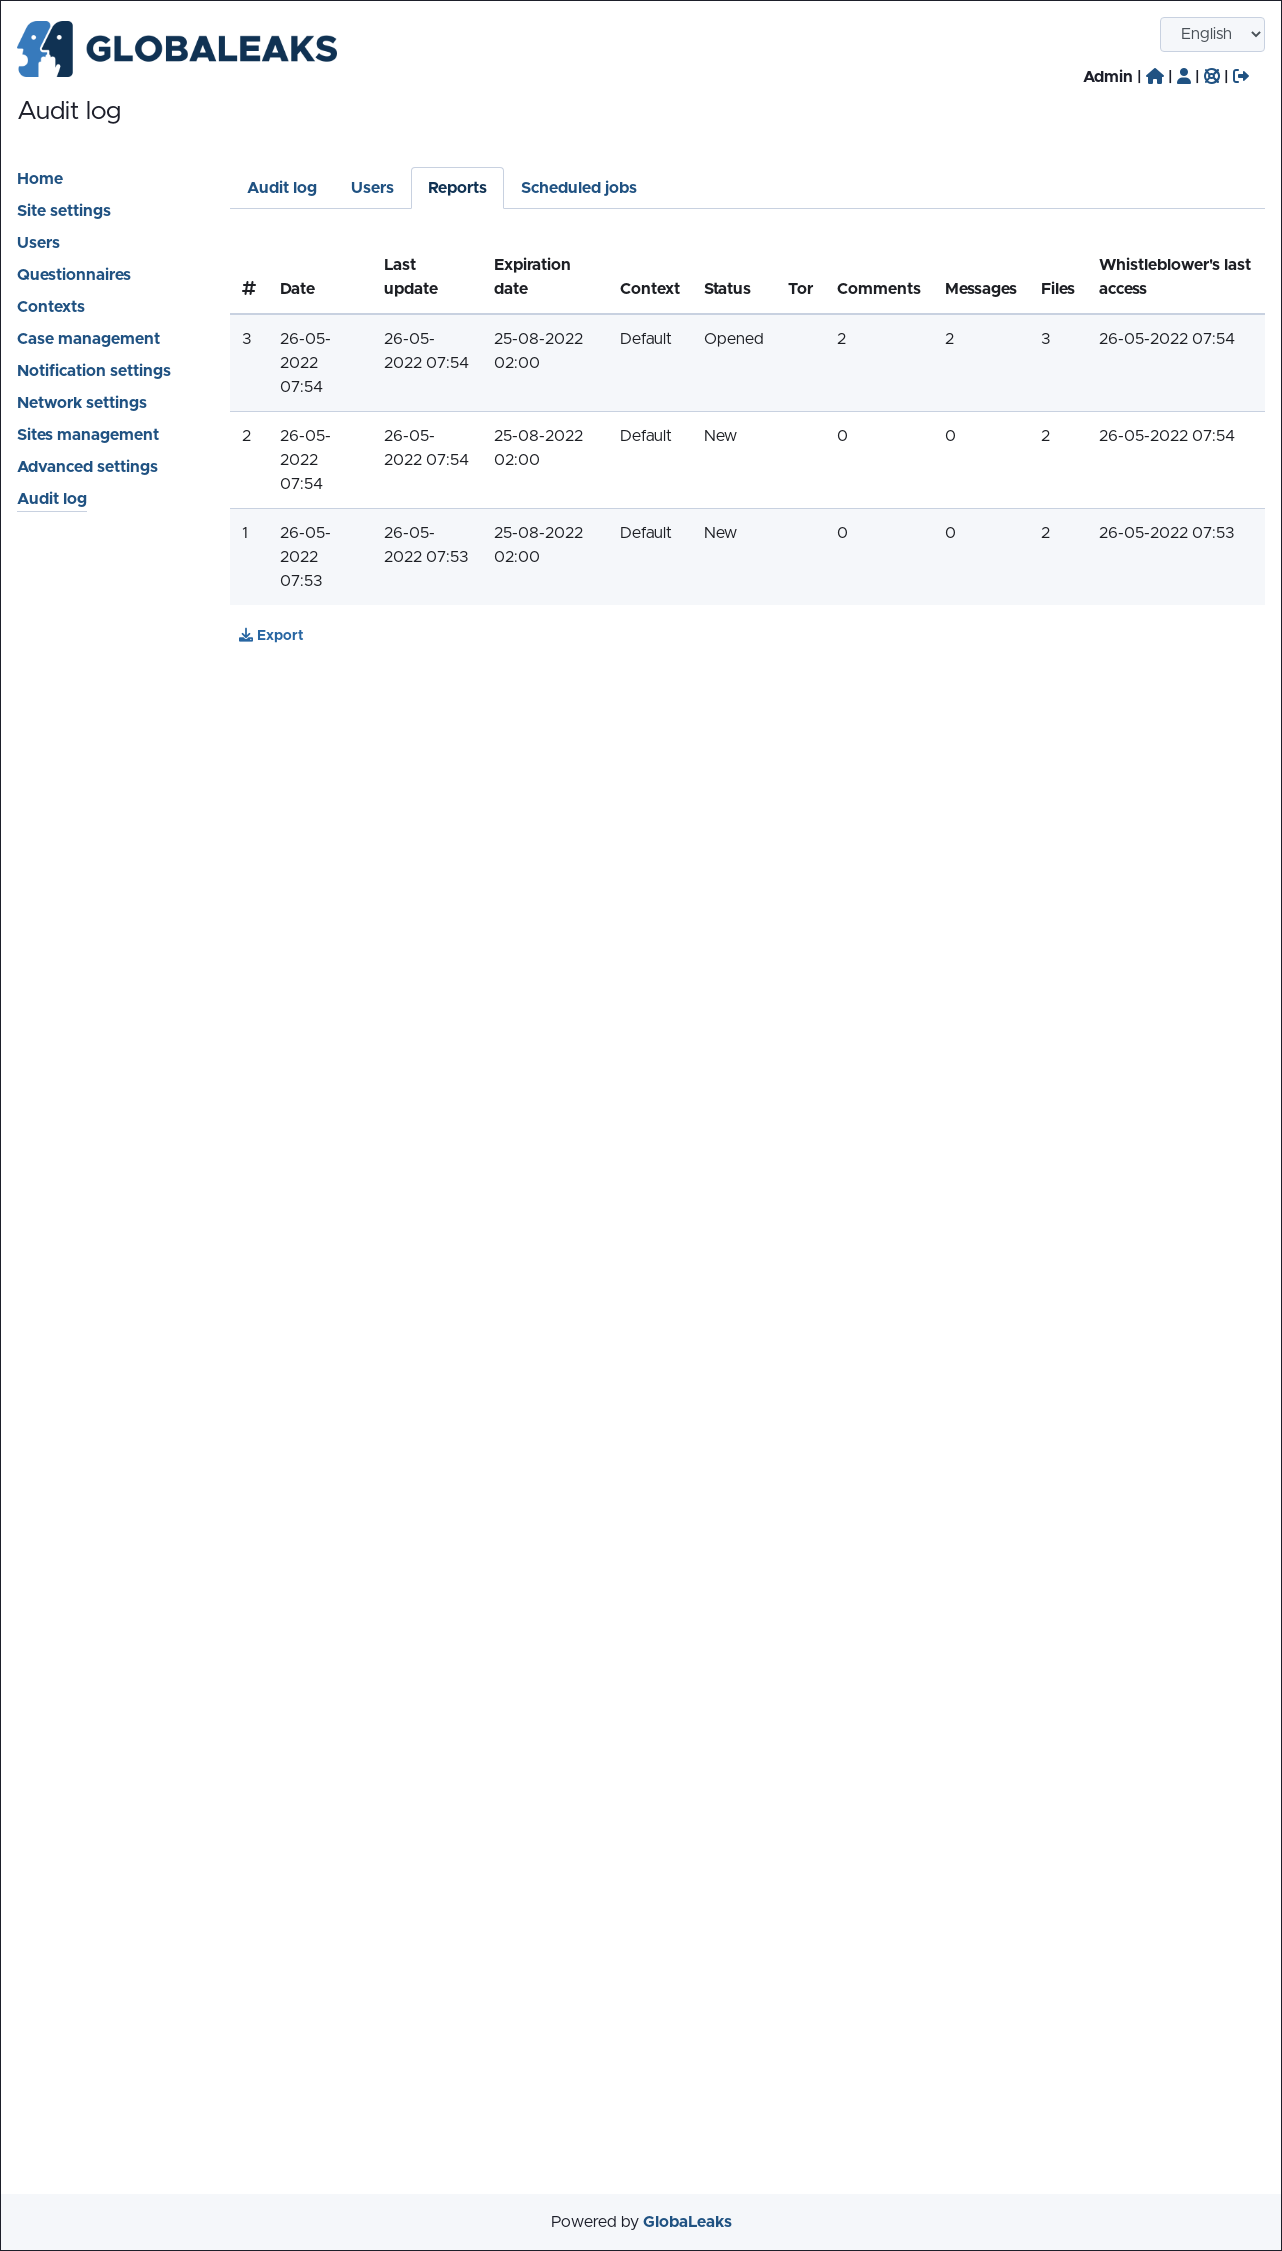 GLOBALEAKS
English
Admin | | | |
Audit log
Home
Site settings
Users
Questionnaires
Contexts
Case management
Notification settings
Network settings
Sites management
Advanced settings
Audit log
Audit log Users Reports Scheduled jobs
# Date Last update Expiration date Context Status Tor Comments Messages Files Whistleblower's last access
3 26-05-2022 07:54 26-05-2022 07:54 25-08-2022 02:00 Default Opened 2 2 3 26-05-2022 07:54
2 26-05-2022 07:54 26-05-2022 07:54 25-08-2022 02:00 Default New 0 0 2 26-05-2022 07:54
1 26-05-2022 07:53 26-05-2022 07:53 25-08-2022 02:00 Default New 0 0 2 26-05-2022 07:53
Export
Powered by GlobaLeaks